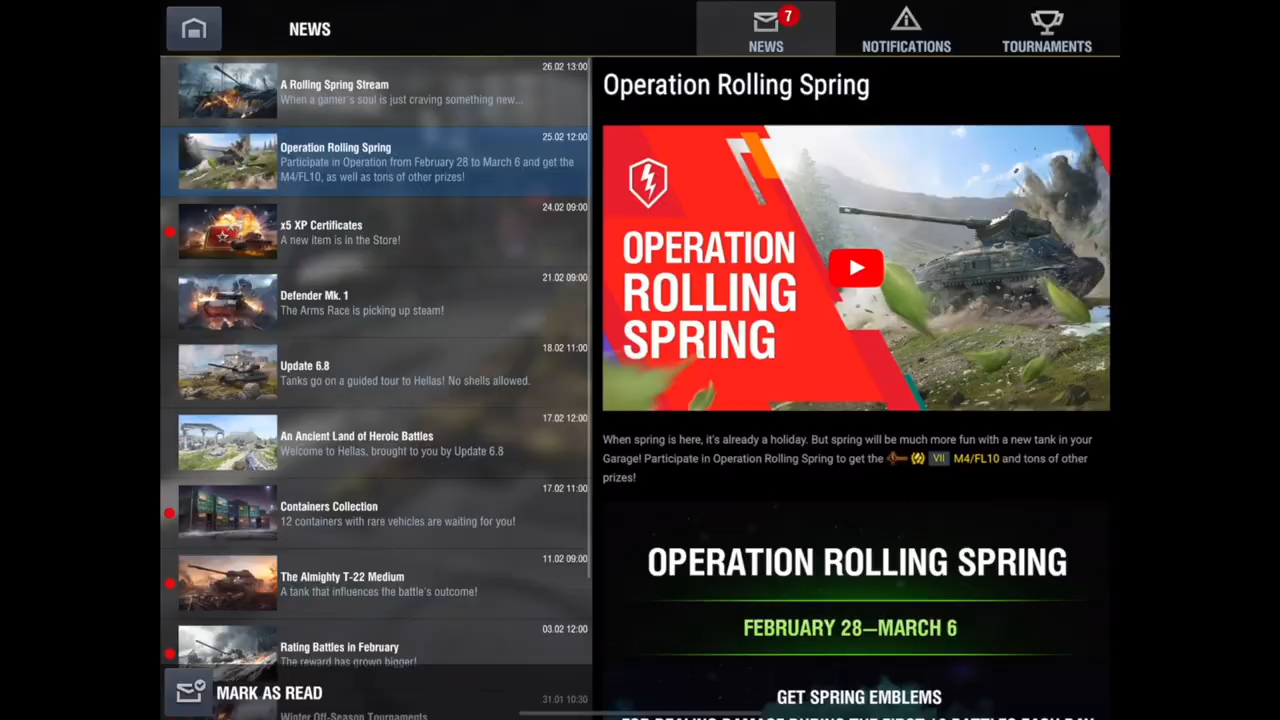 NEWS
7
NEWS
NOTIFICATIONS
TOURNAMENTS
26.02 13:00
A Rolling Spring Stream
When a gamer's soul is just craving something new...
25.02 12:00
Operation Rolling Spring
Participate in Operation from February 28 to March 6 and get the
M4/FL10, as well as tons of other prizes!
24.02 09:00
x5 XP Certificates
A new item is in the Store!
21.02 09:00
Defender Mk. 1
The Arms Race is picking up steam!
18.02 11:00
Update 6.8
Tanks go on a guided tour to Hellas! No shells allowed.
17.02 12:00
An Ancient Land of Heroic Battles
Welcome to Hellas, brought to you by Update 6.8
17.02 11:00
Containers Collection
12 containers with rare vehicles are waiting for you!
11.02 09:00
The Almighty T-22 Medium
A tank that influences the battle's outcome!
03.02 12:00
Rating Battles in February
The reward has grown bigger!
31.01 10:30
Winter Off-Season Tournaments
MARK AS READ
Operation Rolling Spring
OPERATION
ROLLING
SPRING
When spring is here, it's already a holiday. But spring will be much more fun with a new tank in your
Garage! Participate in Operation Rolling Spring to get the VII M4/FL10 and tons of other
prizes!
OPERATION ROLLING SPRING
FEBRUARY 28—MARCH 6
GET SPRING EMBLEMS